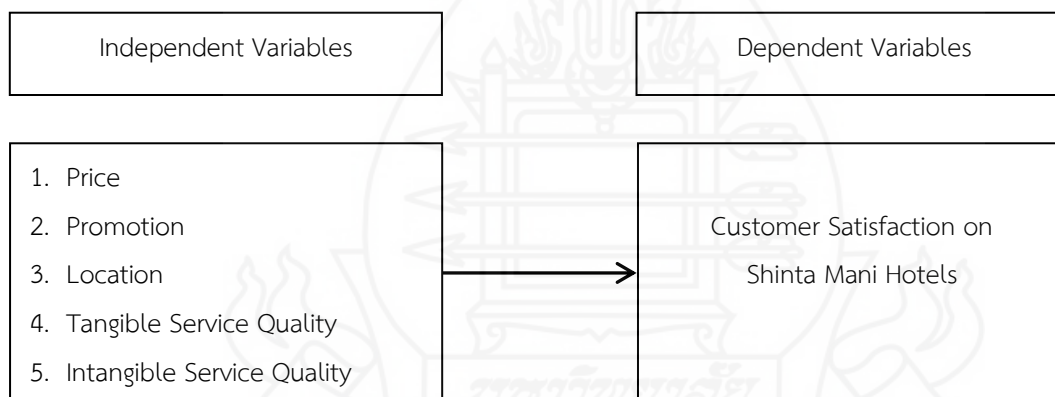 Independent Variables
Dependent Variables
1. Price
2. Promotion
3. Location
4. Tangible Service Quality
5. Intangible Service Quality
Customer Satisfaction on
Shinta Mani Hotels